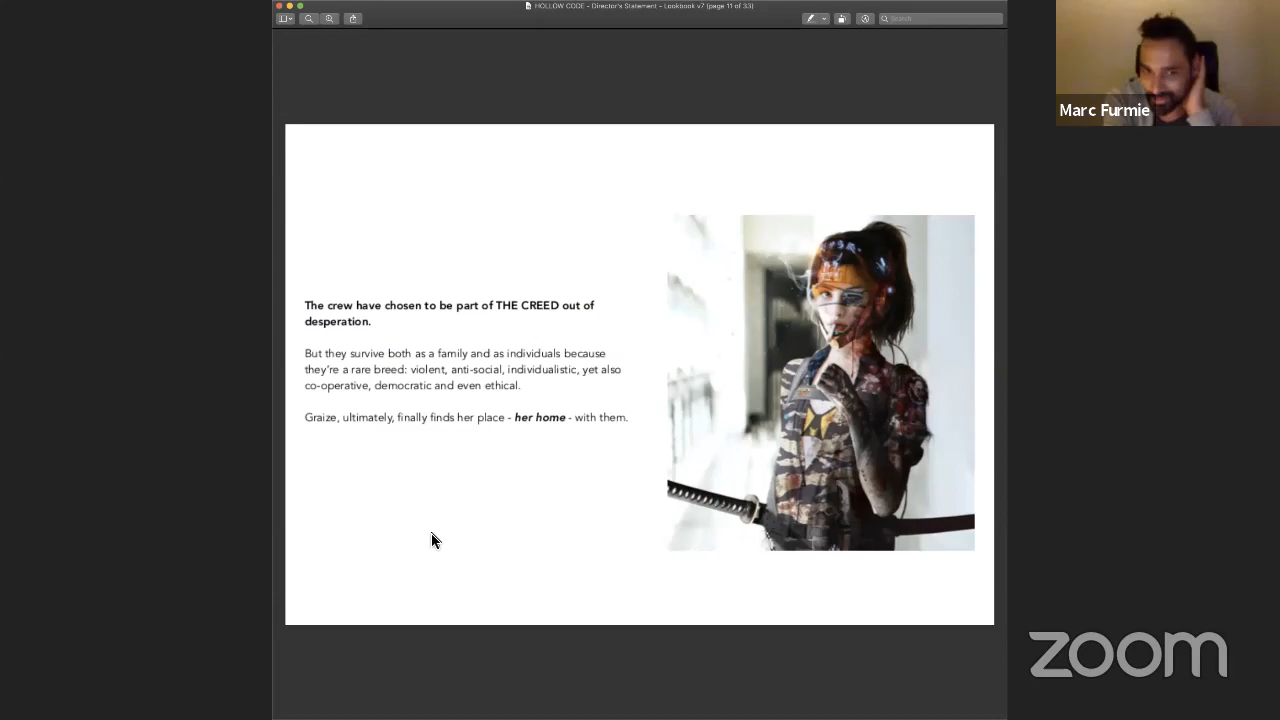 HOLLOW CODE - Director's Statement - Lookbook v7 (page 11 of 33)
Search
Marc Furmie
The crew have chosen to be part of THE CREED out of
desperation.
But they survive both as a family and as individuals because
they're a rare breed: violent, anti-social, individualistic, yet also
co-operative, democratic and even ethical.
Graize, ultimately, finally finds her place - her home - with them.
zoom